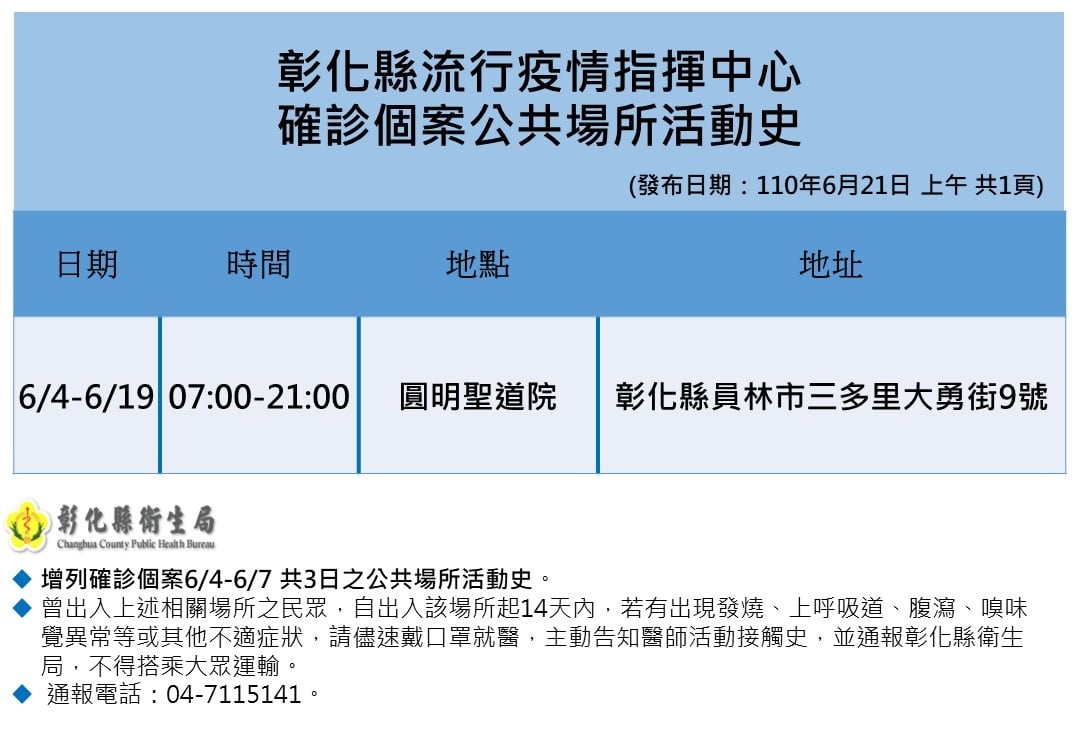 彰化縣流行疫情指揮中心
確診個案公共場所活動史
(發布日期：110年6月21日 上午 共1頁)
日期 時間 地點 地址
6/4-6/19 07:00-21:00 圓明聖道院 彰化縣員林市三多里大勇街9號
彰化縣衛生局
Changhua County Public Health Bureau
◆ 增列確診個案6/4-6/7 共3日之公共場所活動史。
◆ 曾出入上述相關場所之民眾，自出入該場所起14天內，若有出現發燒、上呼吸道、腹瀉、嗅味
覺異常等或其他不適症狀，請儘速戴口罩就醫，主動告知醫師活動接觸史，並通報彰化縣衛生
局，不得搭乘大眾運輸。
◆ 通報電話：04-7115141。